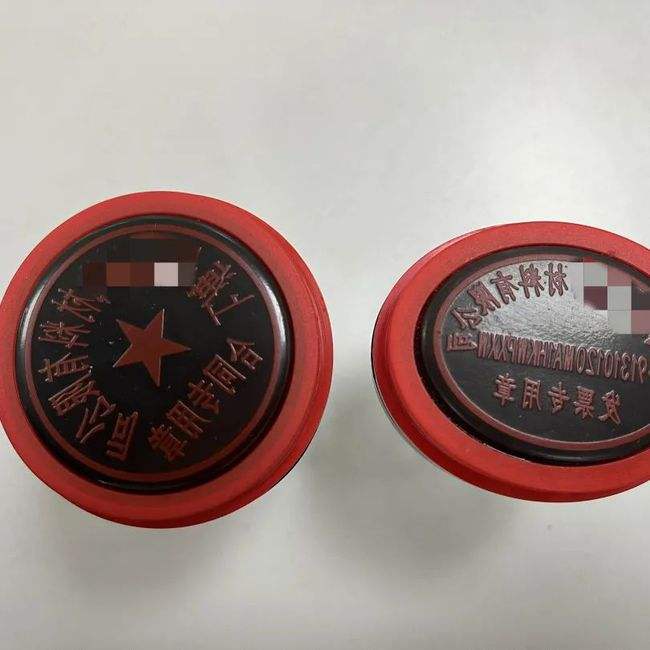 上海
材料有限公司
合同专用章
材料有限公司
发票专用章